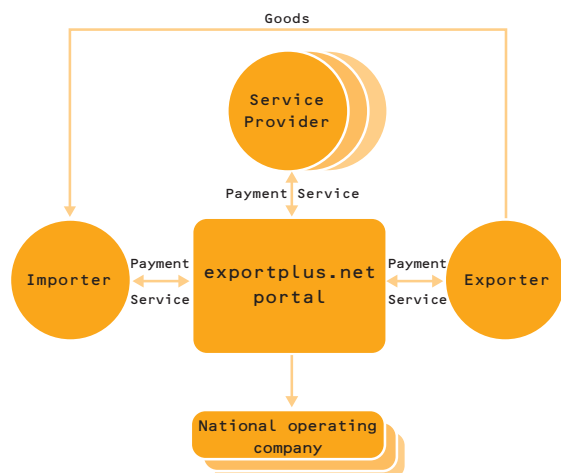 Goods
Service
Provider
Payment Service
Importer
Payment
Service
exportplus.net
portal
Payment
Service
Exporter
National operating
company